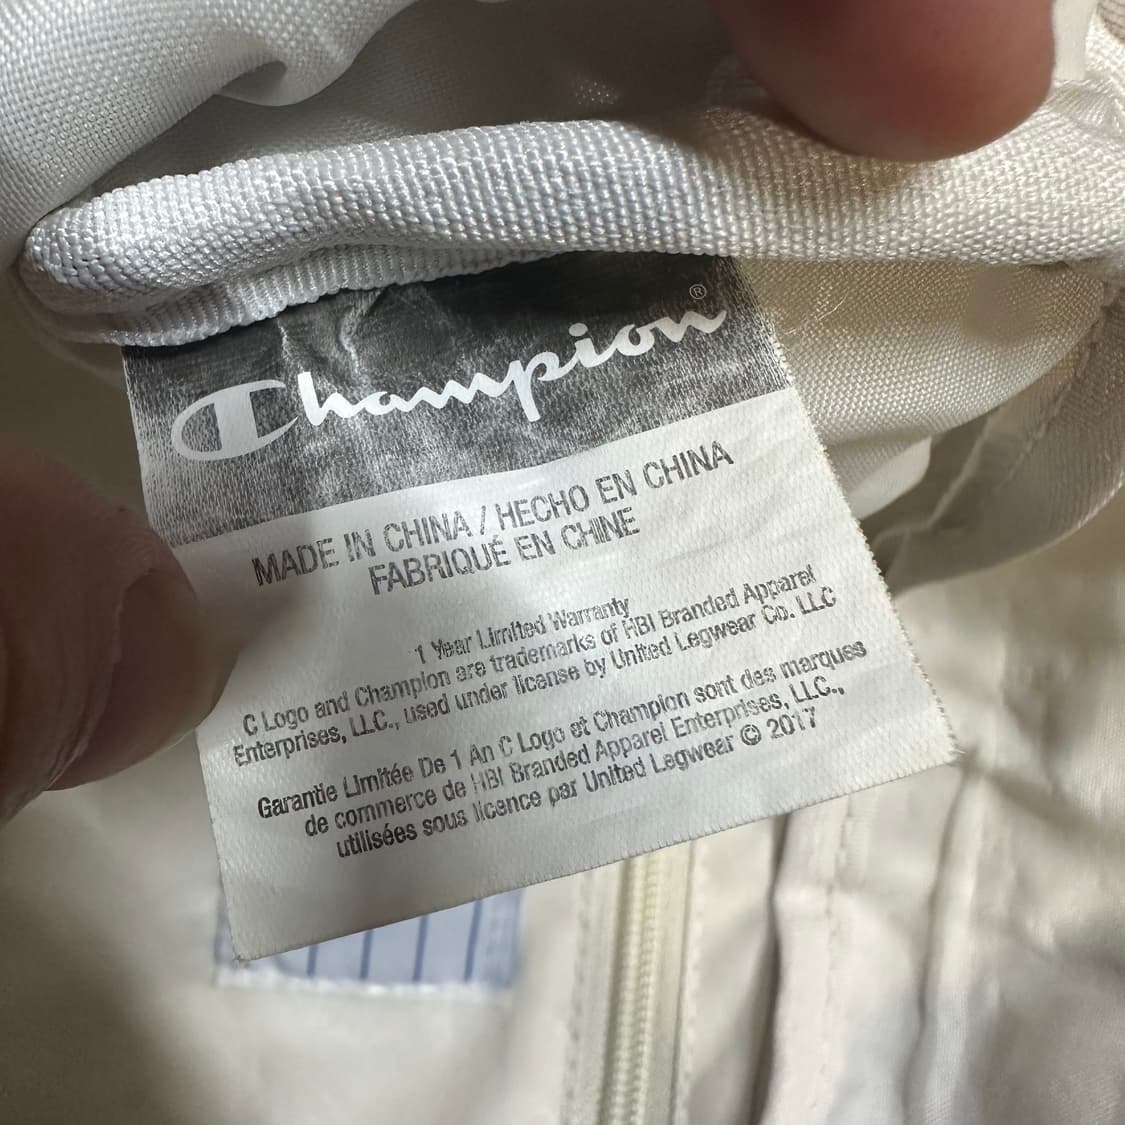 Champion®
MADE IN CHINA / HECHO EN CHINA
FABRIQUÉ EN CHINE
1 Year Limited Warranty
C Logo and Champion are trademarks of HBI Branded Apparel
Enterprises, LLC., used under license by United Legwear Co. LLC
Garantie Limitée De 1 An C Logo et Champion sont des marques
de commerce de HBI Branded Apparel Enterprises, LLC.,
utilisées sous licence par United Legwear © 2017